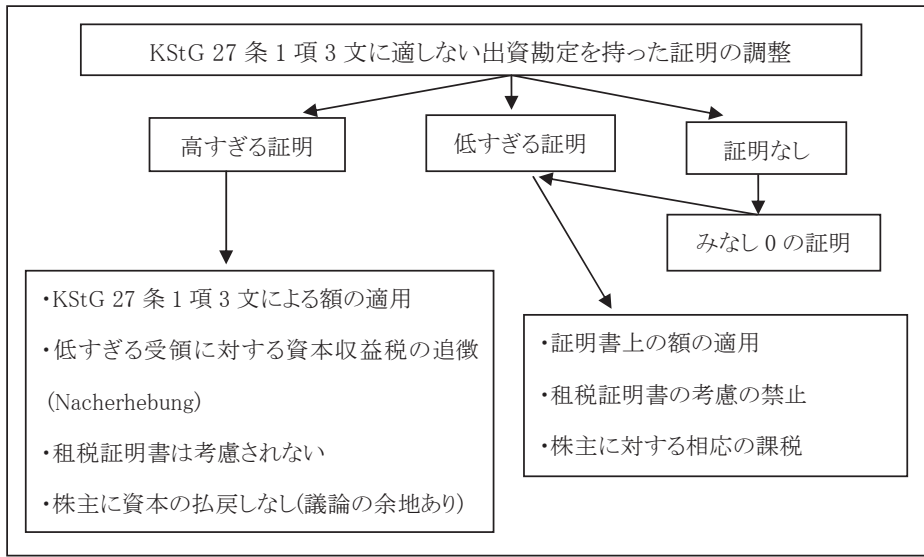 KStG 27 条 1 項 3 文に適しない出資勘定を持った証明の調整
高すぎる証明
低すぎる証明
証明なし
みなし 0 の証明
・KStG 27 条 1 項 3 文による額の適用
・低すぎる受領に対する資本収益税の追徴
(Nacherhebung)
・租税証明書は考慮されない
・株主に資本の払戻しなし(議論の余地あり)
・証明書上の額の適用
・租税証明書の考慮の禁止
・株主に対する相応の課税